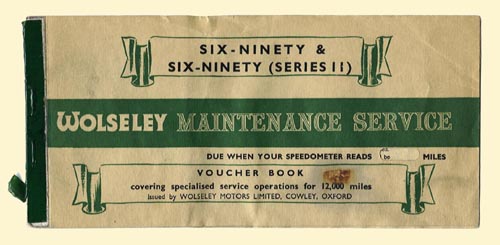 SIX-NINETY &
SIX-NINETY (SERIES II)
WOLSELEY MAINTENANCE SERVICE
DUE WHEN YOUR SPEEDOMETER READS MILES
VOUCHER BOOK
covering specialised service operations for 12,000 miles
issued by WOLSELEY MOTORS LIMITED, COWLEY, OXFORD